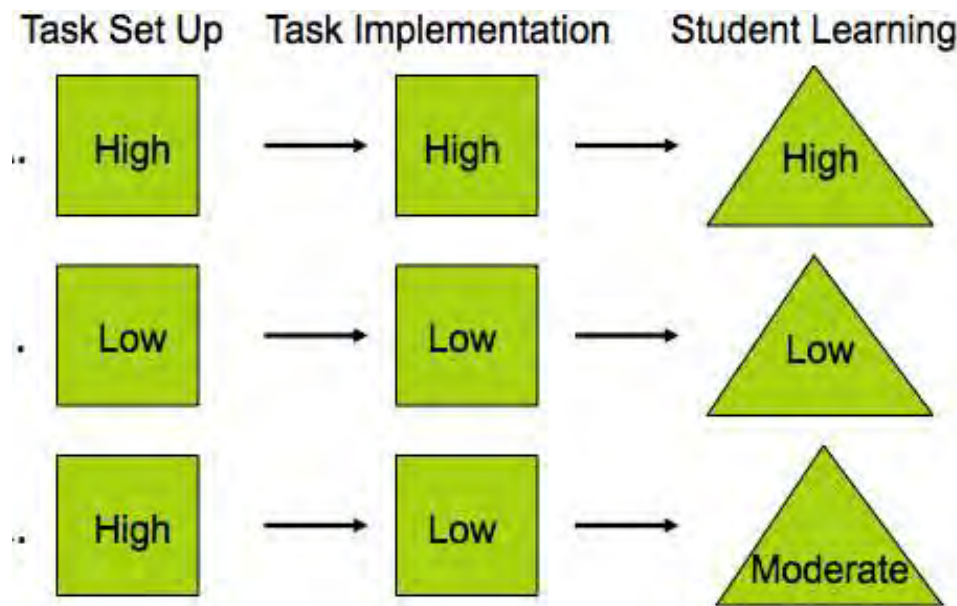 Task Set Up Task Implementation Student Learning
High High High
Low Low Low
High Low Moderate